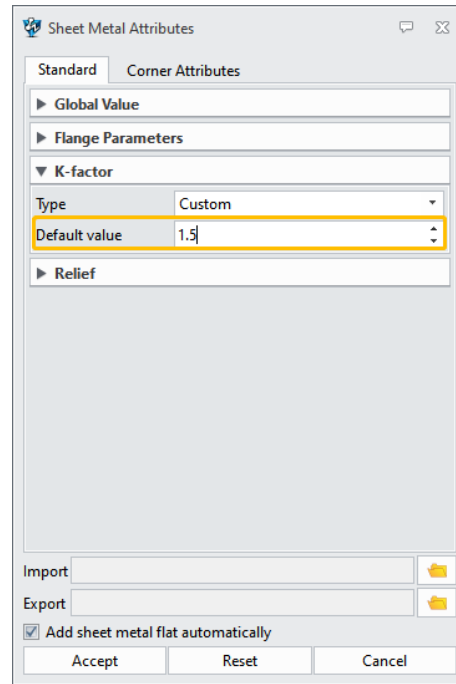 Sheet Metal Attributes
Standard Corner Attributes
Global Value
Flange Parameters
K-factor
Type Custom
Default value 1.5
Relief
Import
Export
Add sheet metal flat automatically
Accept Reset Cancel